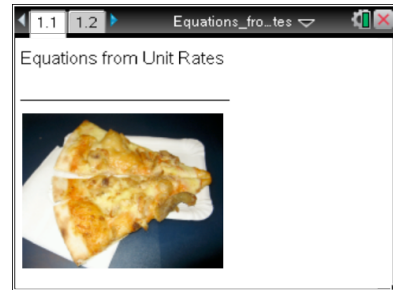 1.1 1.2 Equations_fro...tes
Equations from Unit Rates